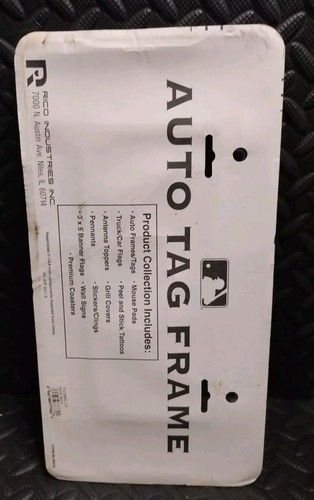 AUTO TAG FRAME
Product Collection Includes:
• Auto Frames/Tags • Mouse Pads
• Truck/Car Flags • Peel and Stick Tattoos
• Antenna Toppers • Grill Covers
• Pennants • Stickers/Clings
• 3' x 5' Banner Flags • Wall Signs
• Premium Coasters
R
RICO INDUSTRIES INC.
7000 N. Austin Ave. Niles, IL 60714